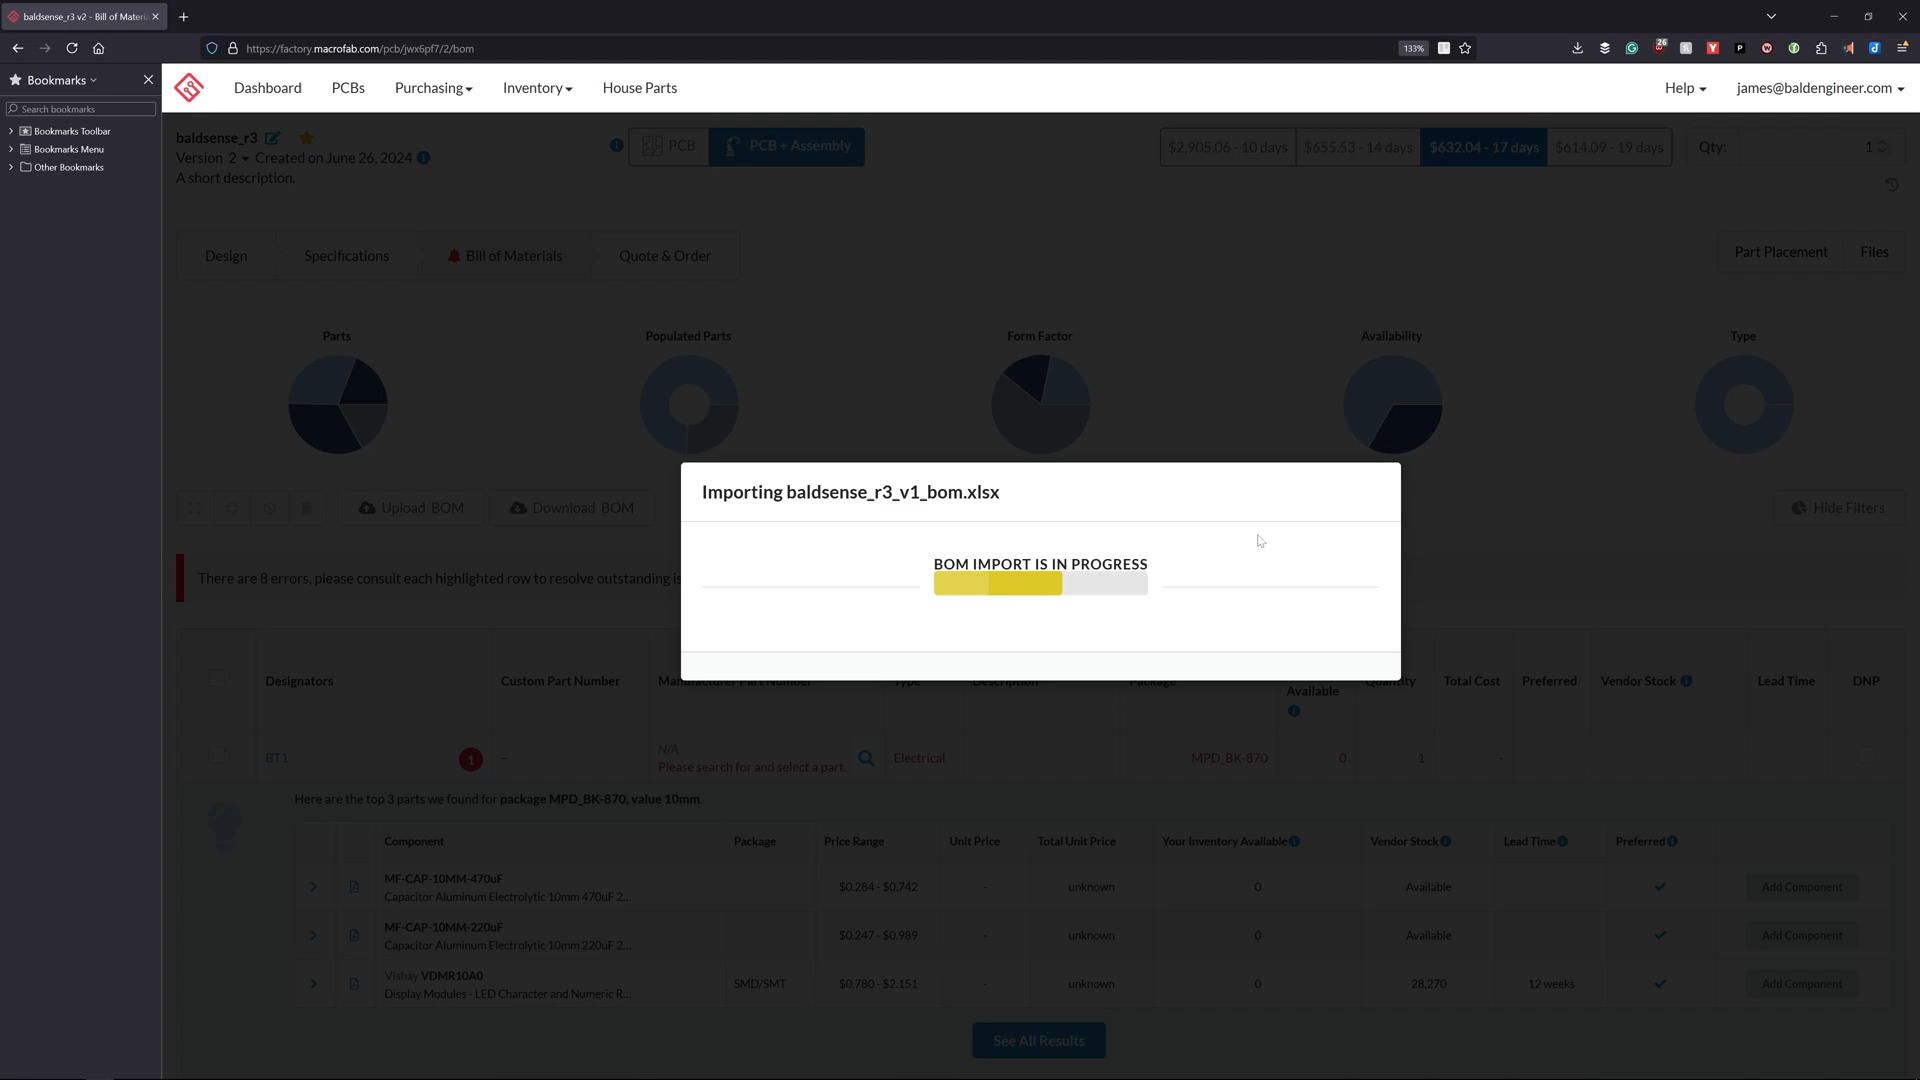 baldsense_r3 v2 - Bill of Materi
https://factory.macrofab.com/pcb/jwx6pf7/2/bom
133%
26
Bookmarks
Search bookmarks
Bookmarks Toolbar
Bookmarks Menu
Other Bookmarks
Dashboard PCBs Purchasing Inventory House Parts Help james@baldengineer.com
baldsense_r3
Version 2 Created on June 26, 2024
A short description.
PCB PCB + Assembly
$2,905.06 - 10 days $655.53 - 14 days $632.04 - 17 days $614.09 - 19 days Qty: 1
Design Specifications Bill of Materials Quote & Order Part Placement Files
Parts Populated Parts Form Factor Availability Type
Upload BOM Download BOM Hide Filters
Importing baldsense_r3_v1_bom.xlsx
BOM IMPORT IS IN PROGRESS
There are 8 errors, please consult each highlighted row to resolve outstanding is
Designators Custom Part Number Manufacturer Part Number Type Description Package Available Quantity Total Cost Preferred Vendor Stock Lead Time DNP
BT1 1 - N/A Electrical MPD_BK-870 0 1 -
Please search for and select a part.
Here are the top 3 parts we found for package MPD_BK-870, value 10mm.
Component Package Price Range Unit Price Total Unit Price Your Inventory Available Vendor Stock Lead Time Preferred
MF-CAP-10MM-470uF
Capacitor Aluminum Electrolytic 10mm 470uF 2...
$0.284 - $0.742 - unknown 0 Available Add Component
MF-CAP-10MM-220uF
Capacitor Aluminum Electrolytic 10mm 220uF 2...
$0.247 - $0.989 - unknown 0 Available Add Component
Vishay VDMR10A0
Display Modules - LED Character and Numeric R...
SMD/SMT $0.780 - $2.151 - unknown 0 28,270 12 weeks Add Component
See All Results